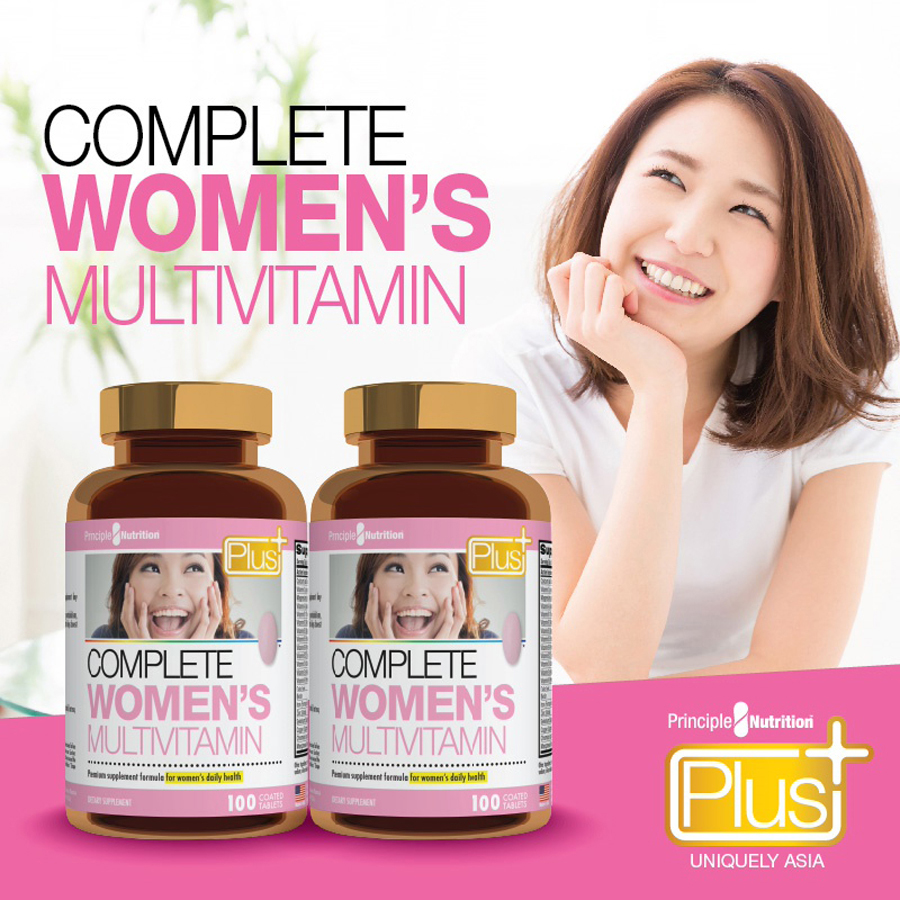 COMPLETE
WOMEN'S
MULTIVITAMIN
Principle Nutrition
Plus+
COMPLETE
WOMEN'S
MULTIVITAMIN
Premium supplement formula for women's daily health
DIETARY SUPPLEMENT
100 COATED
TABLETS
Principle Nutrition
Plus+
COMPLETE
WOMEN'S
MULTIVITAMIN
Premium supplement formula for women's daily health
DIETARY SUPPLEMENT
100 COATED
TABLETS
Principle Nutrition
Plus+
UNIQUELY ASIA